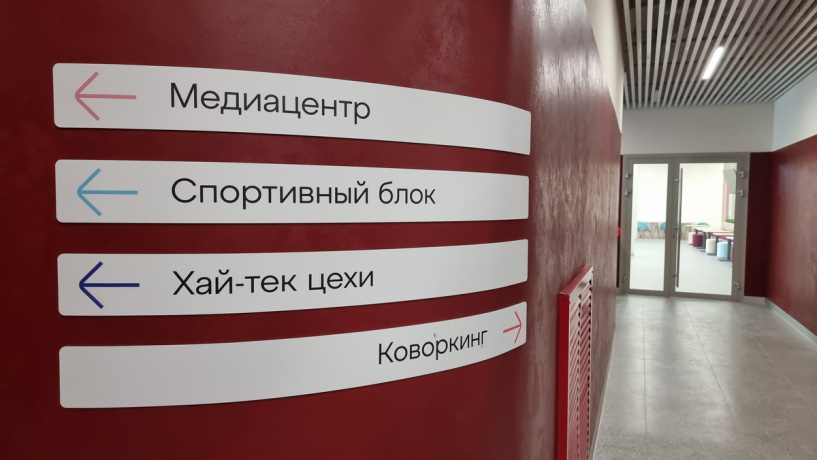 Медиацентр
Спортивный блок
Хай-тек цехи
Коворкинг